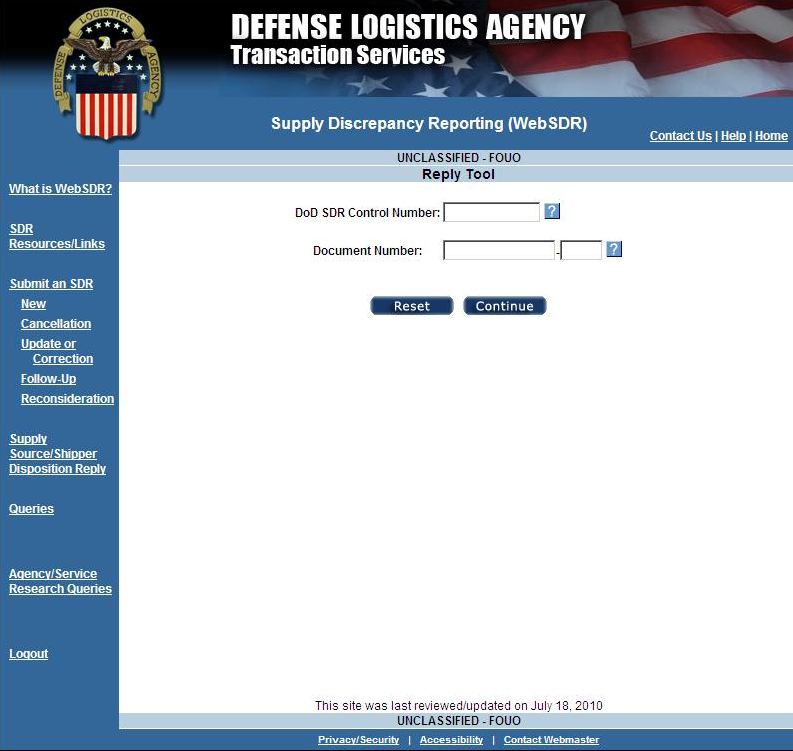 LOGISTICS
DEFENSE
AGENCY
DEFENSE LOGISTICS AGENCY
Transaction Services
Supply Discrepancy Reporting (WebSDR)
Contact Us | Help | Home
UNCLASSIFIED - FOUO
Reply Tool
What is WebSDR?
SDR
Resources/Links
Submit an SDR
New
Cancellation
Update or
Correction
Follow-Up
Reconsideration
Supply
Source/Shipper
Disposition Reply
Queries
Agency/Service
Research Queries
Logout
DoD SDR Control Number: ?
Document Number: - ?
Reset Continue
This site was last reviewed/updated on July 18, 2010
UNCLASSIFIED - FOUO
Privacy/Security | Accessibility | Contact Webmaster